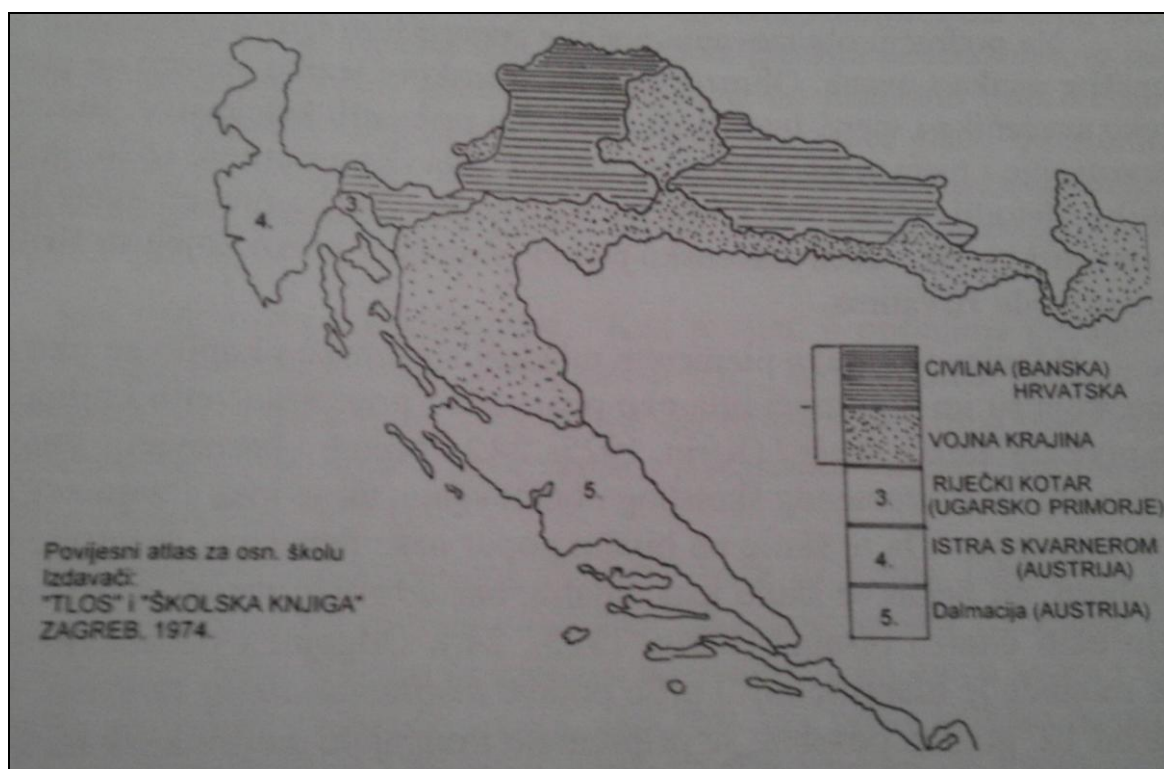 4.
3
5.
CIVILNA (BANSKA)
HRVATSKA
VOJNA KRAJINA
3.
RIJEČKI KOTAR
(UGARSKO PRIMORJE)
4.
ISTRA S KVARNEROM
(AUSTRIJA)
5.
Dalmacija (AUSTRIJA)
Povijesni atlas za osn. školu
Izdavači:
"TLOS" i "ŠKOLSKA KNJIGA"
ZAGREB, 1974.